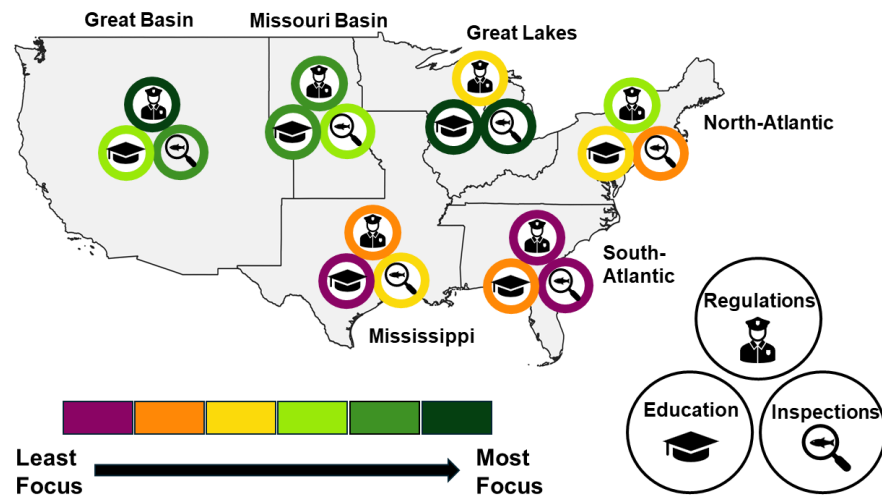 Great Basin
Missouri Basin
Great Lakes
North-Atlantic
South-
Atlantic
Mississippi
Regulations
Education
Inspections
Least
Focus
Most
Focus